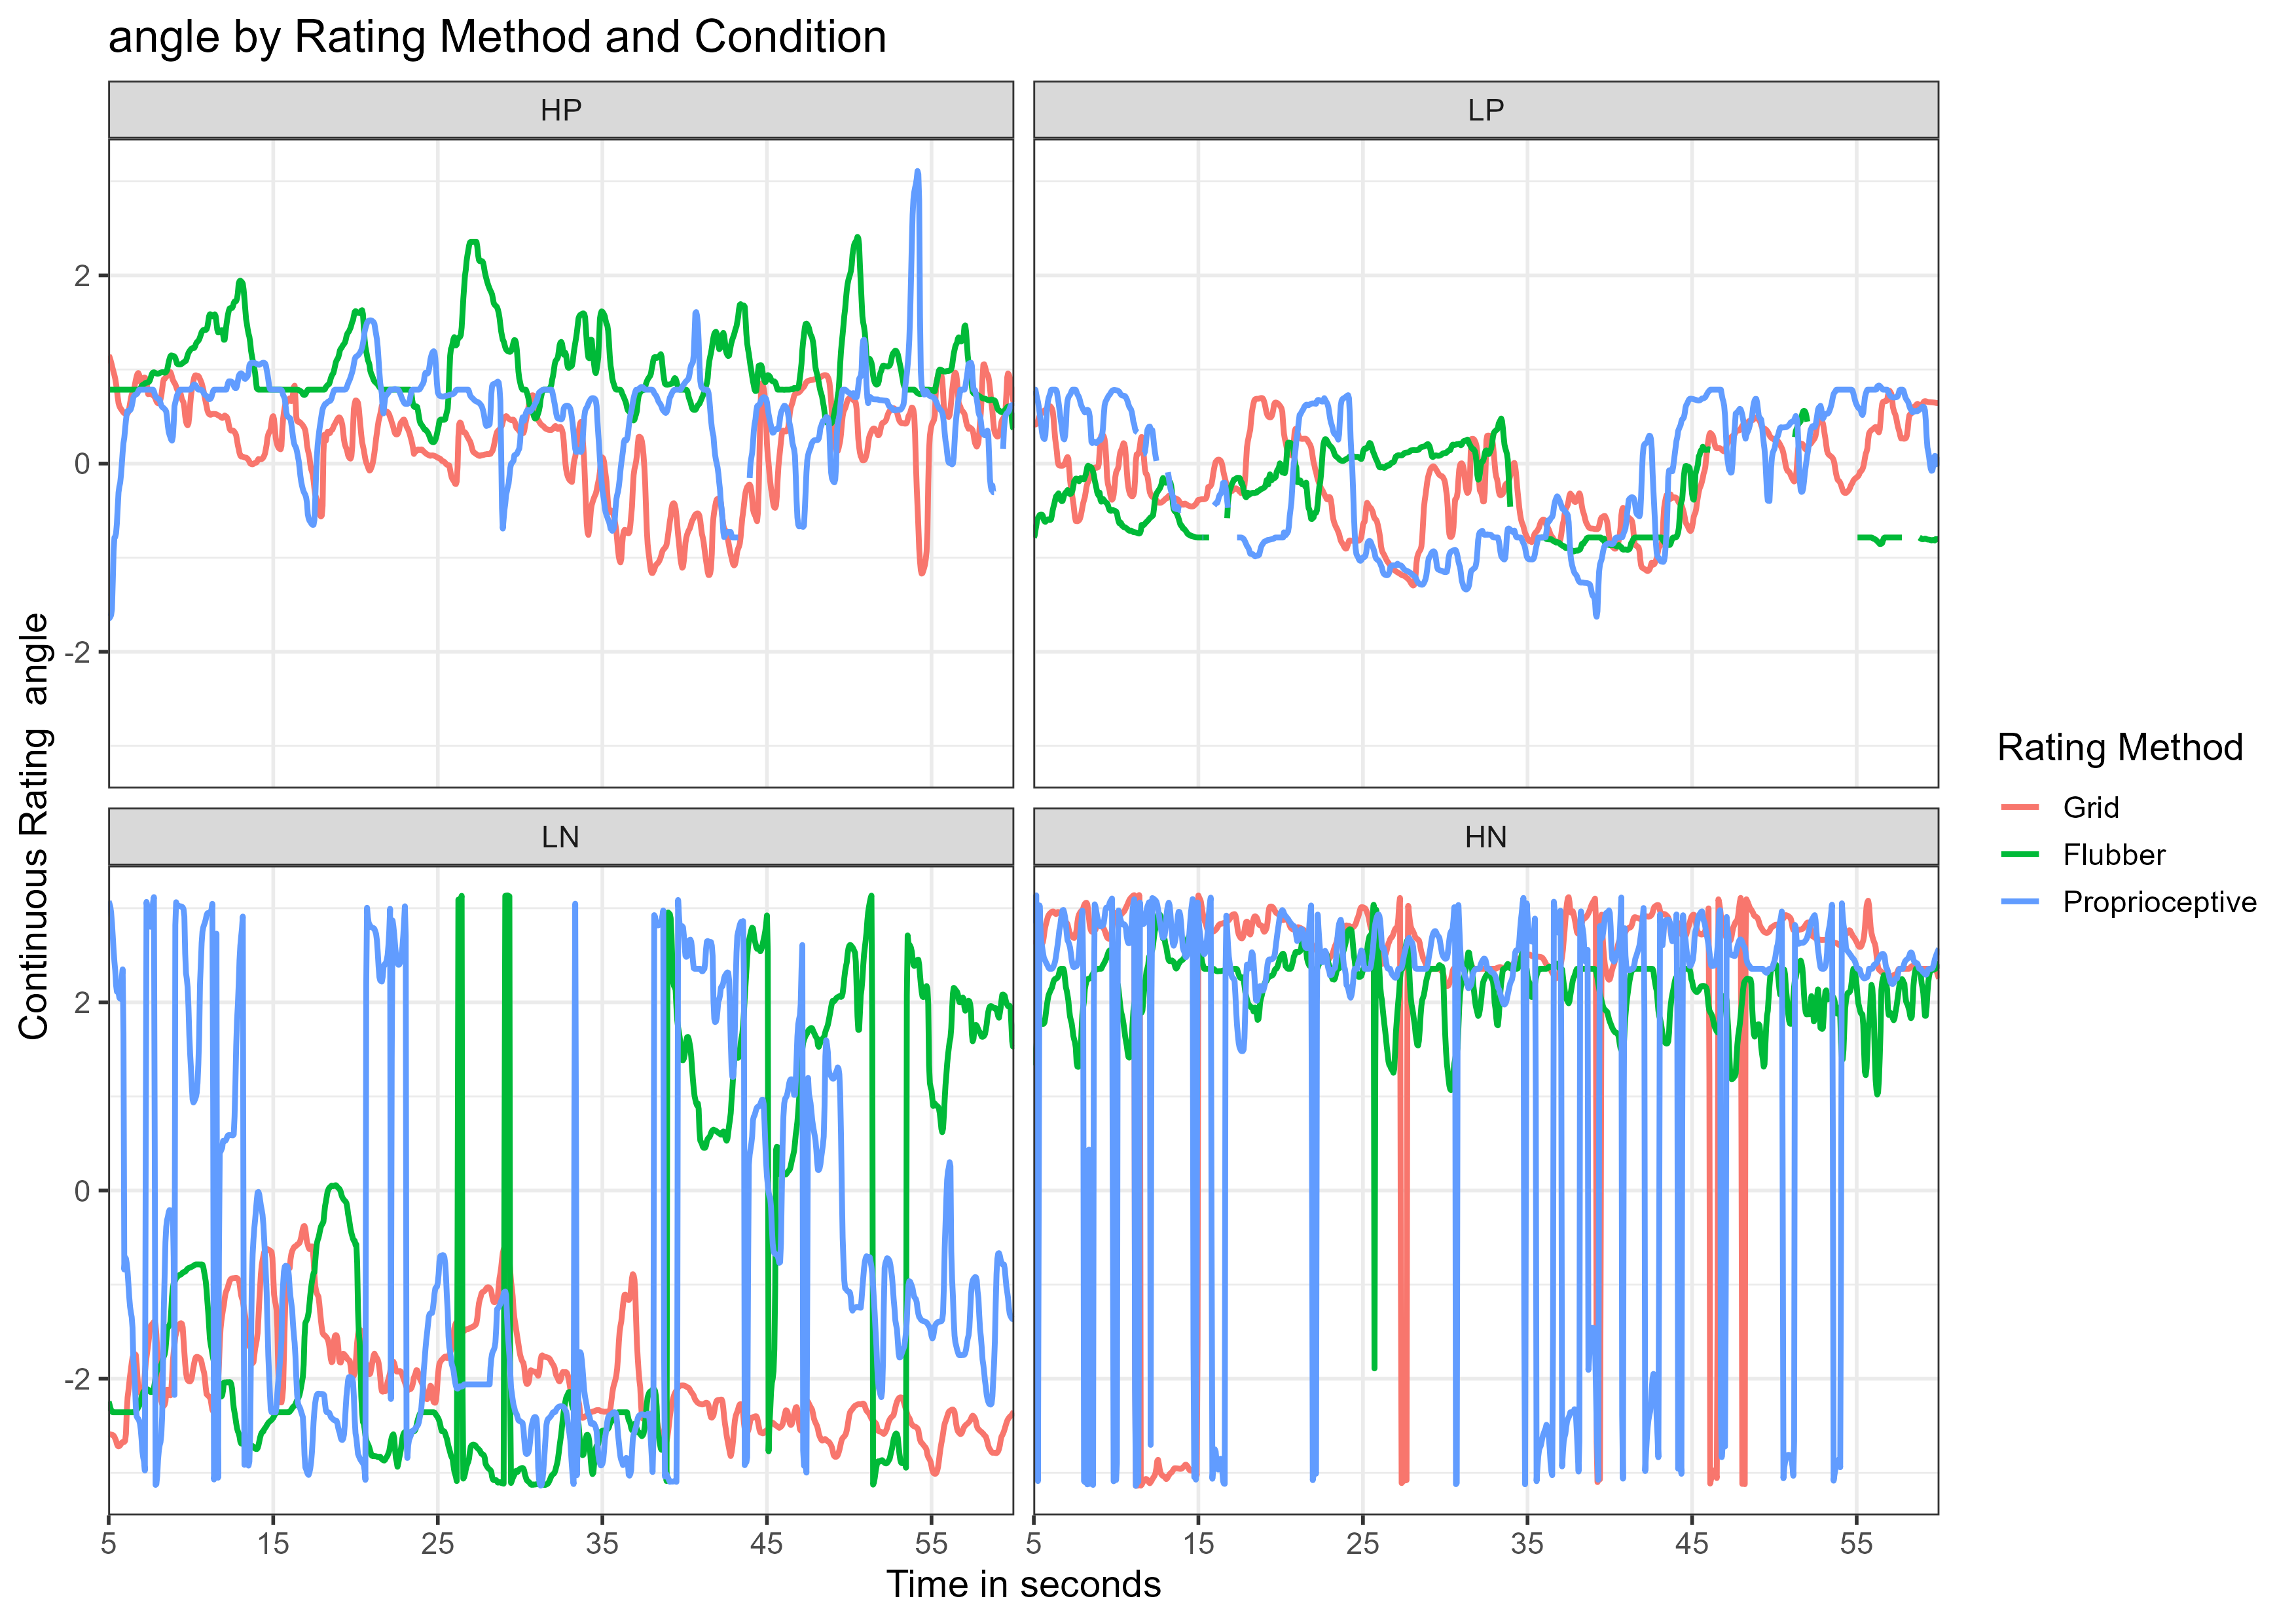 angle by Rating Method and Condition
HP
LP
2
0
-2
LN
HN
2
0
-2
5
15
25
35
45
55
5
15
25
35
45
55
Time in seconds
Continuous Rating  angle
Rating Method
Grid
Flubber
Proprioceptive